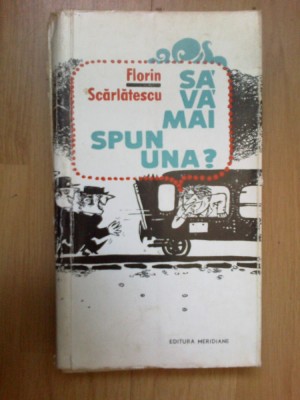 Florin
Scărlătescu
SĂ
VĂ
MAI
SPUN
UNA?
EDITURA MERIDIANE